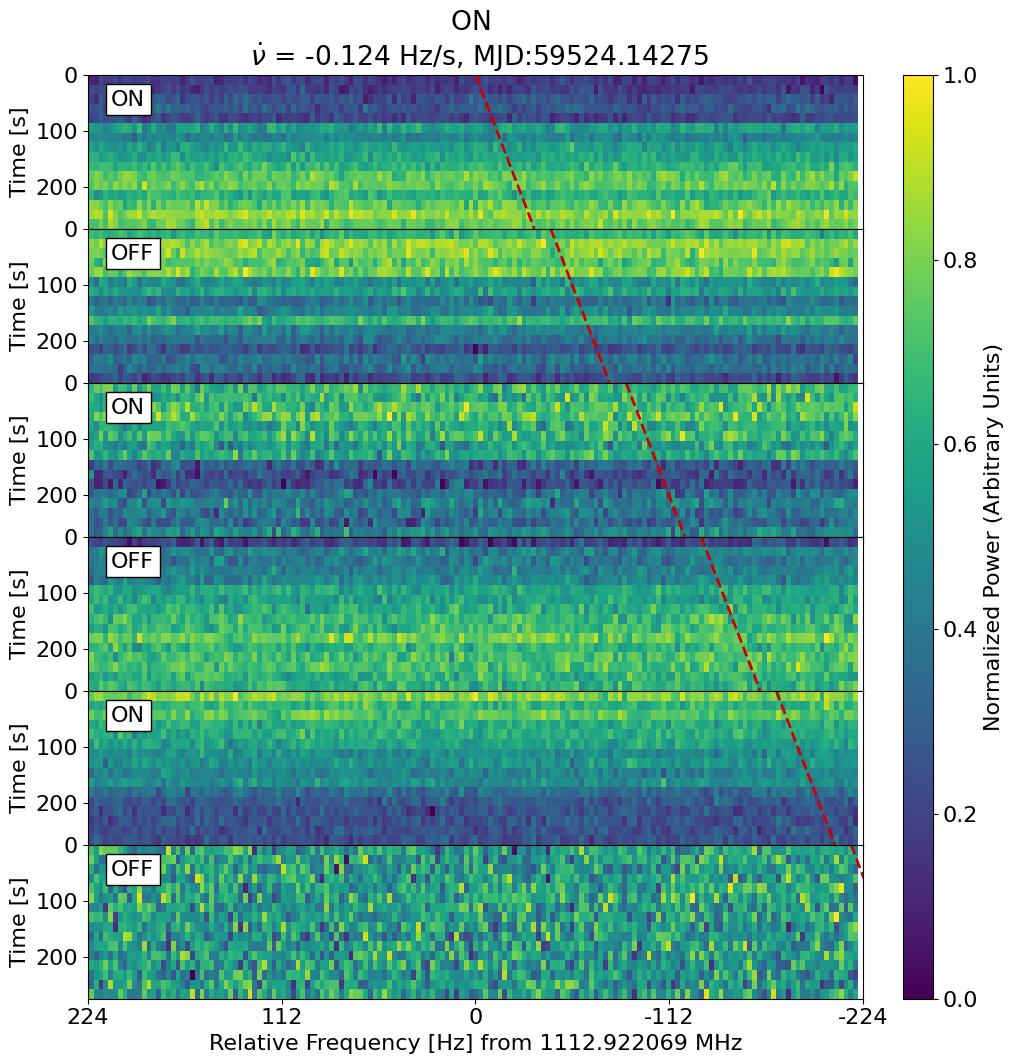 ON
ν̇ = -0.124 Hz/s, MJD:59524.14275
0
100
200
Time [s]
ON
0
100
200
Time [s]
OFF
0
100
200
Time [s]
ON
0
100
200
Time [s]
OFF
0
100
200
Time [s]
ON
0
100
200
Time [s]
OFF
224
112
0
-112
-224
Relative Frequency [Hz] from 1112.922069 MHz
1.0
0.8
0.6
0.4
0.2
0.0
Normalized Power (Arbitrary Units)